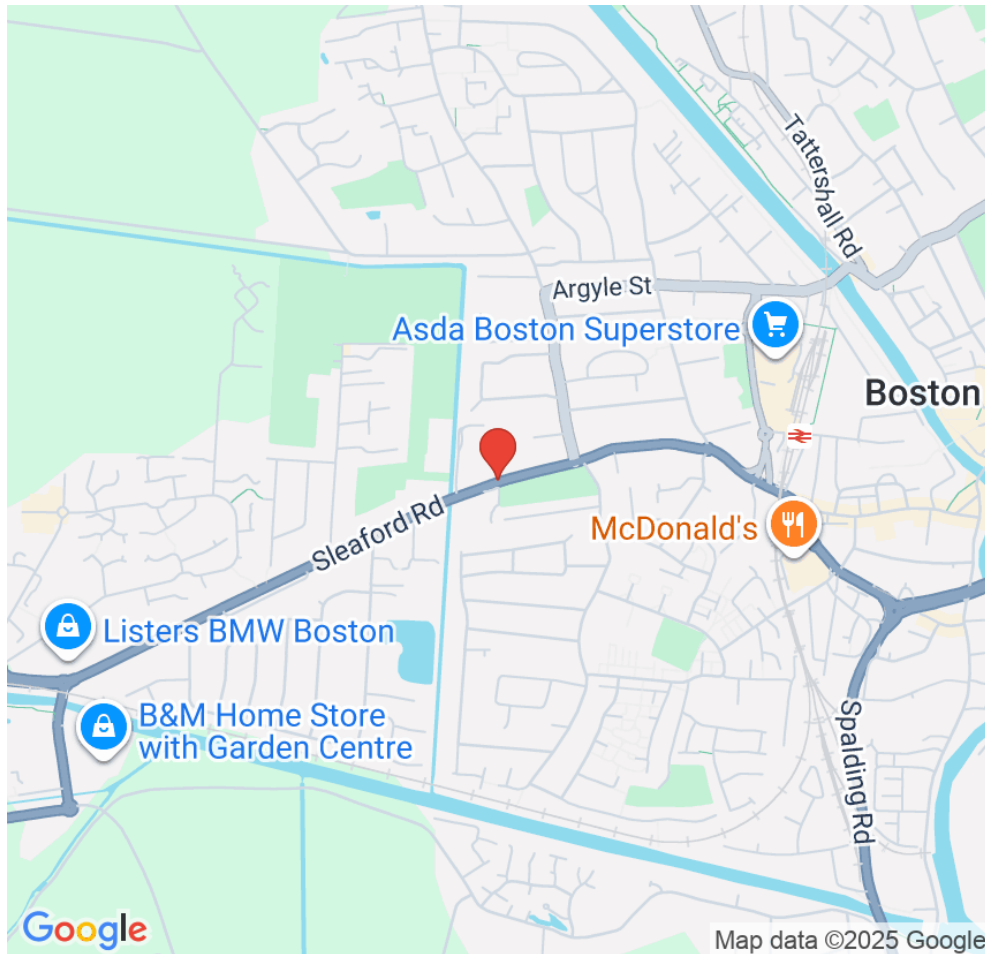 Tattershall Rd
Argyle St
Asda Boston Superstore
Boston
Sleaford Rd
McDonald's
Listers BMW Boston
B&M Home Store
with Garden Centre
Spalding Rd
Google
Map data ©2025 Google